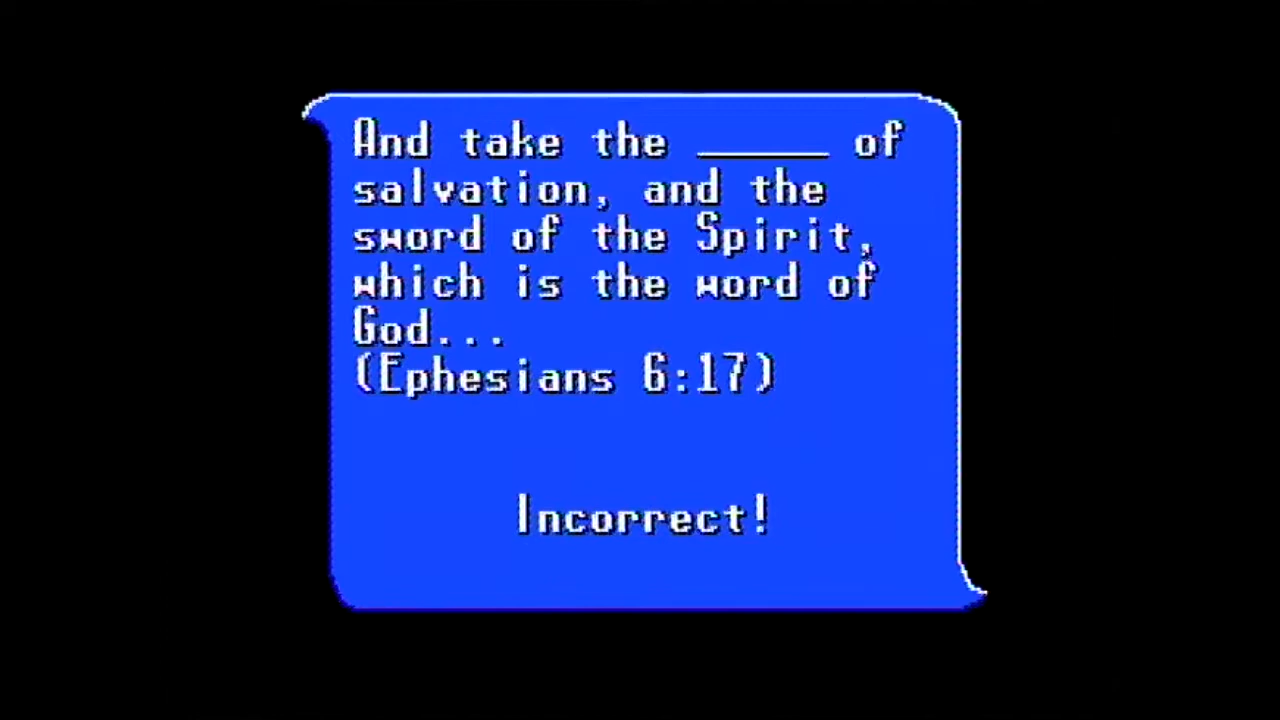 And take the _____ of
salvation, and the
sword of the Spirit,
which is the word of
God...
(Ephesians 6:17)
Incorrect!